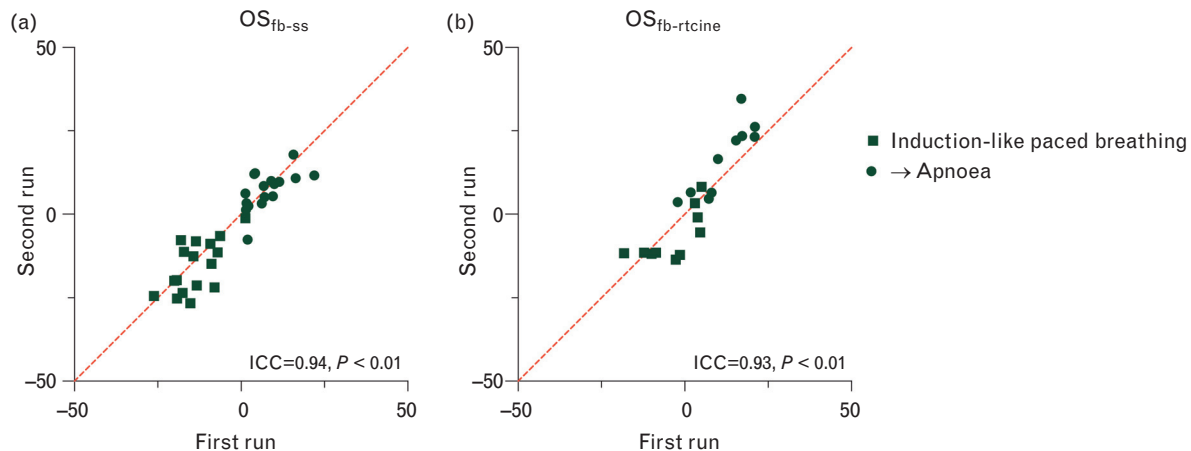 (a)
OSfb-ss
50
0
−50
Second run
−50
0
50
First run
ICC=0.94, P < 0.01
(b)
OSfb-rtcine
50
0
−50
Second run
−50
0
50
First run
ICC=0.93, P < 0.01
Induction-like paced breathing
→ Apnoea